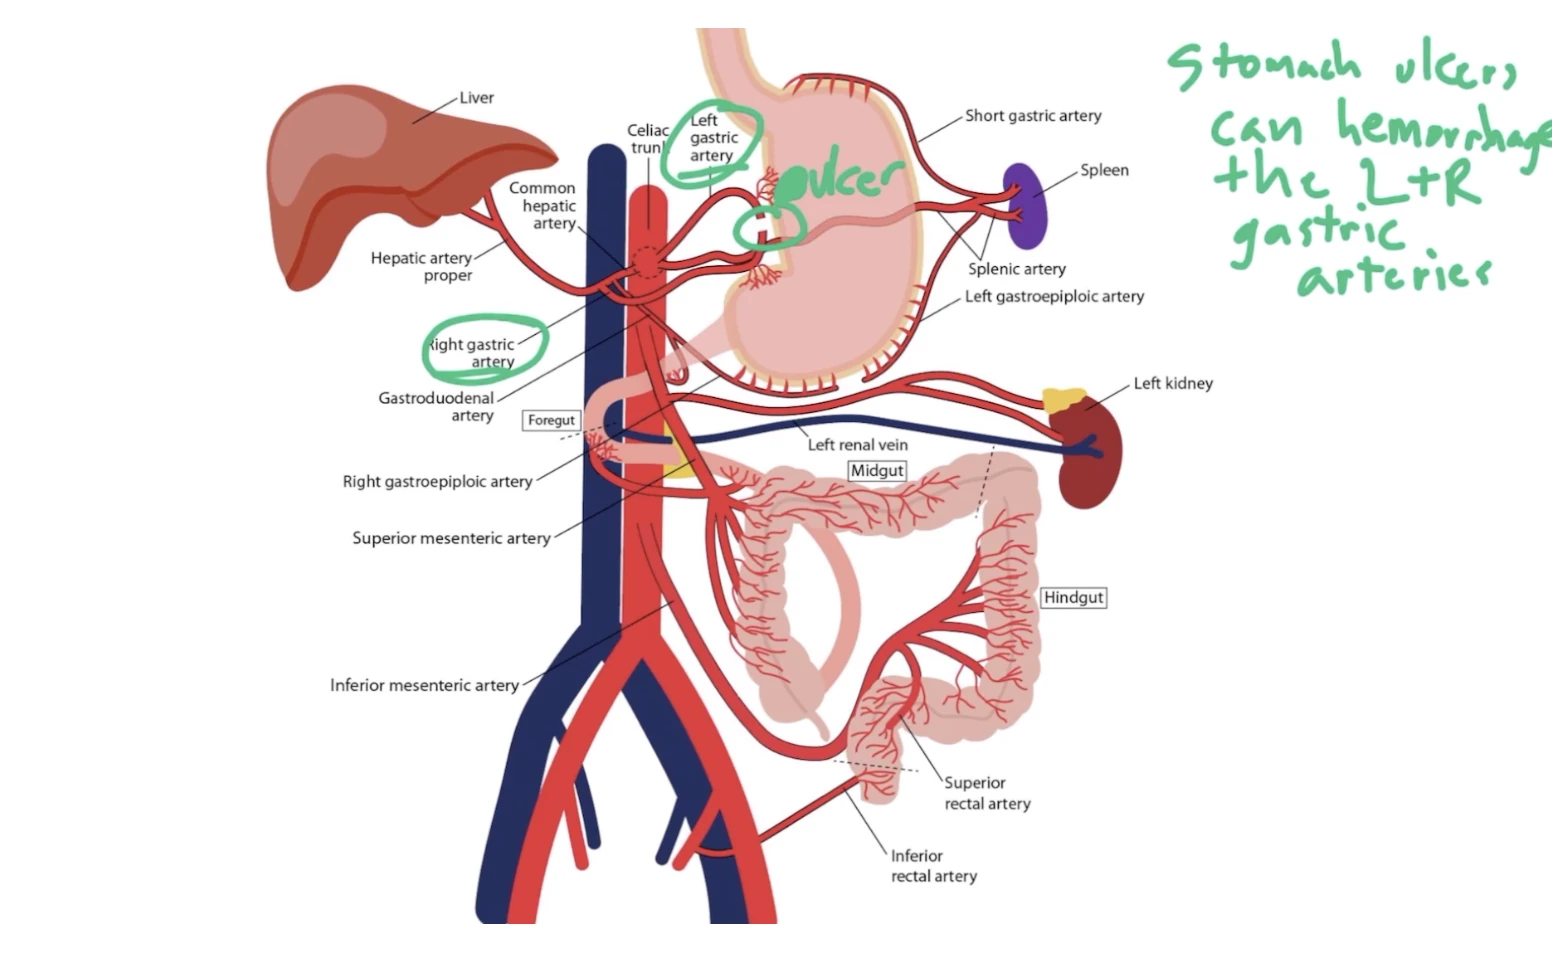 Stomach ulcers
can hemorrhage
the L+R
gastric
arteries
Liver
Celiac
trunk
Left
gastric
artery
ulcer
Short gastric artery
Spleen
Common
hepatic
artery
Hepatic artery
proper
Splenic artery
Left gastroepiploic artery
Right gastric
artery
Gastroduodenal
artery
Foregut
Left kidney
Left renal vein
Midgut
Right gastroepiploic artery
Superior mesenteric artery
Hindgut
Inferior mesenteric artery
Superior
rectal artery
Inferior
rectal artery